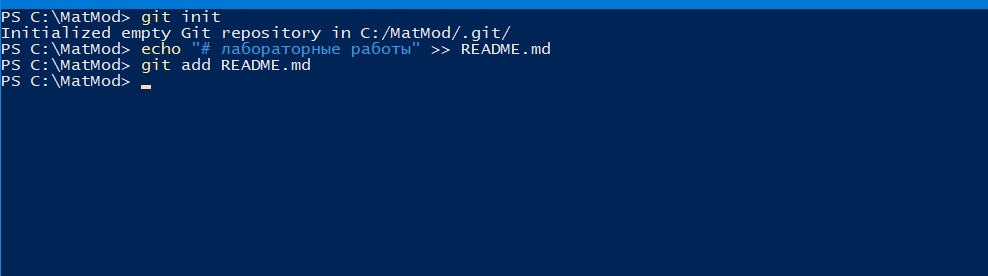 PS C:\MatMod> git init
Initialized empty Git repository in C:/MatMod/.git/
PS C:\MatMod> echo "# лабораторные работы" >> README.md
PS C:\MatMod> git add README.md
PS C:\MatMod>